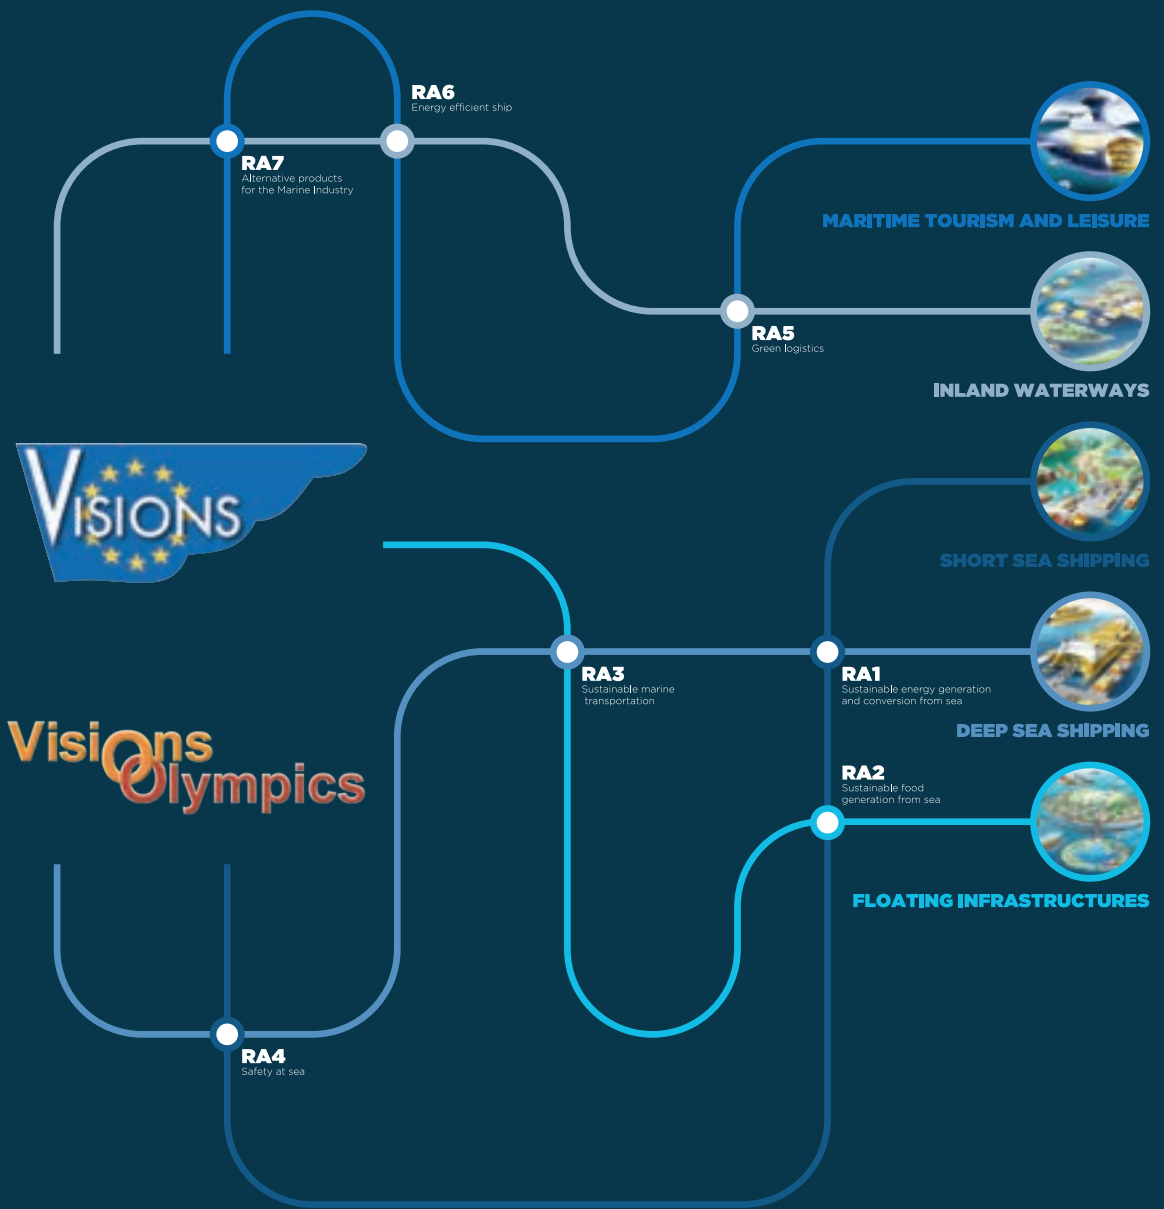 RA6
Energy efficient ship
RA7
Alternative products
for the Marine Industry
MARITIME TOURISM AND LEISURE
RA5
Green logistics
INLAND WATERWAYS
VISIONS
SHORT SEA SHIPPING
RA3
Sustainable marine
transportation
RA1
Sustainable energy generation
and conversion from sea
DEEP SEA SHIPPING
Visions
Olympics
RA2
Sustainable food
generation from sea
FLOATING INFRASTRUCTURES
RA4
Safety at sea